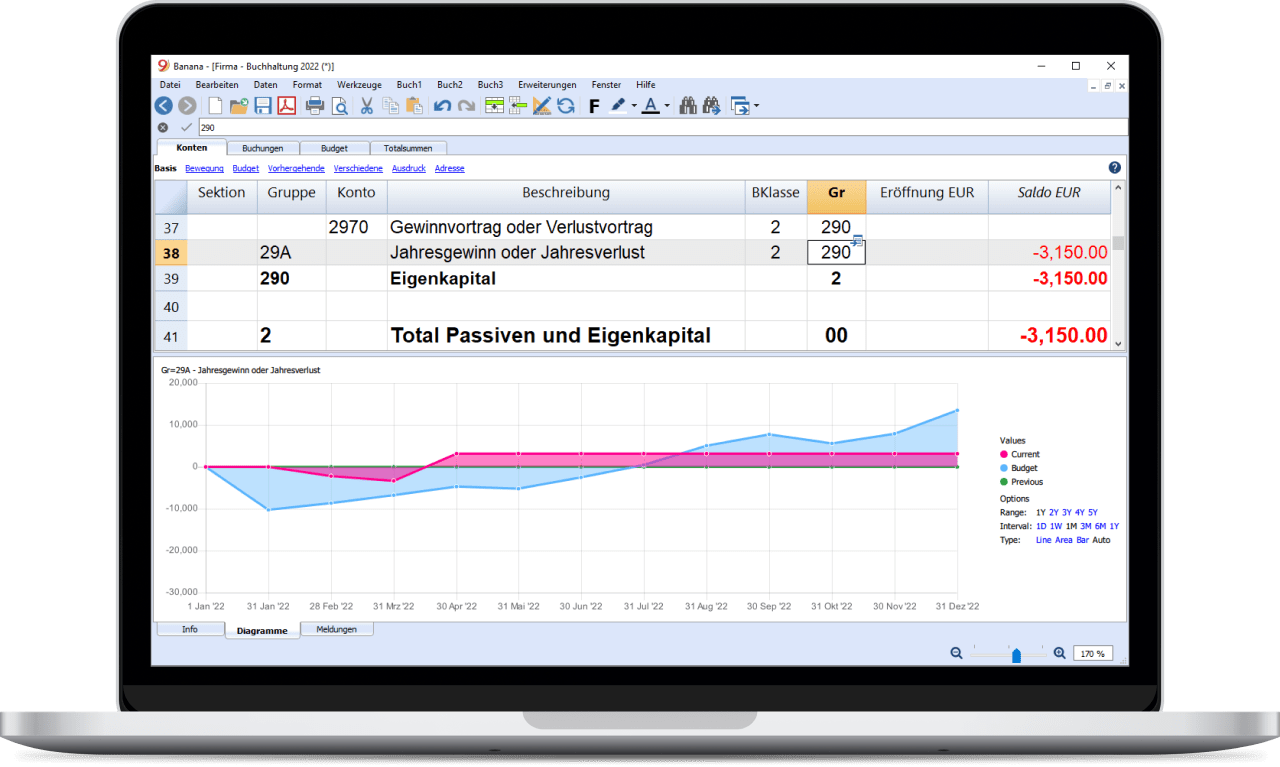 Banana - [Firma - Buchhaltung 2022 (*)]
Datei Bearbeiten Daten Format Werkzeuge Buch1 Buch2 Buch3 Erweiterungen Fenster Hilfe
F A
290
Konten Buchungen Budget Totalsummen
Basis Bewegung Budget Vorhergehende Verschiedene Ausdruck Adresse ?
Sektion Gruppe Konto Beschreibung BKlasse Gr Eröffnung EUR Saldo EUR
37 2970 Gewinnvortrag oder Verlustvortrag 2 290
38 29A Jahresgewinn oder Jahresverlust 2 290 -3,150.00
39 290 Eigenkapital 2 -3,150.00
40
41 2 Total Passiven und Eigenkapital 00 -3,150.00
Gr=29A - Jahresgewinn oder Jahresverlust
20,000
10,000
0
-10,000
-20,000
-30,000
1 Jan '22 31 Jan '22 28 Feb '22 31 Mrz '22 30 Apr '22 31 Mai '22 30 Jun '22 31 Jul '22 31 Aug '22 30 Sep '22 31 Okt '22 30 Nov '22 31 Dez '22
Values
Current
Budget
Previous
Options
Range: 1Y 2Y 3Y 4Y 5Y
Interval: 1D 1W 1M 3M 6M 1Y
Type: Line Area Bar Auto
Info Diagramme Meldungen
170 %